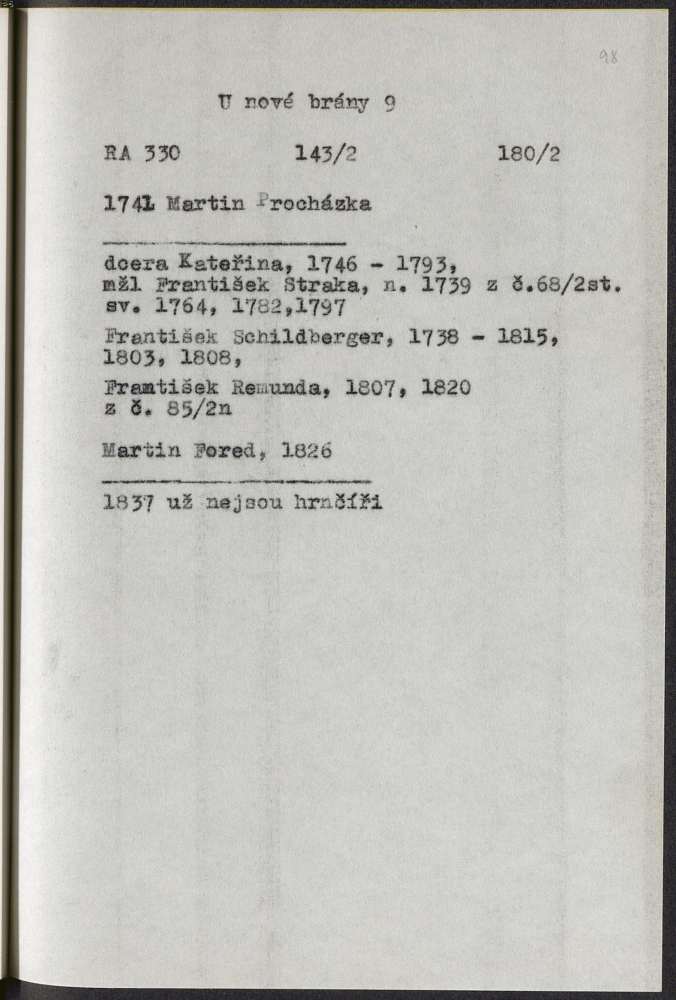 98
U nové brány 9
RA 330 143/2 180/2
1741 Martin Procházka
dcera Kateřina, 1746 - 1793,
mžl František Straka, n. 1739 z č.68/2st.
sv. 1764, 1782,1797
František Schildberger, 1738 - 1815,
1803, 1808,
Framtišek Remunda, 1807, 1820
z č. 85/2n
Martin Fored, 1826
1837 už nejsou hrnčíři